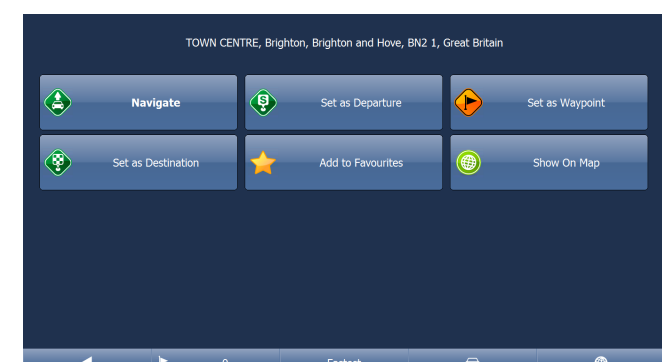 TOWN CENTRE, Brighton, Brighton and Hove, BN2 1, Great Britain
Navigate
Set as Departure
Set as Waypoint
Set as Destination
Add to Favourites
Show On Map
Fastest